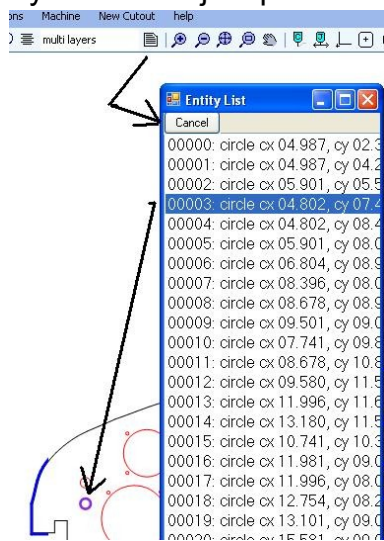 Machine New Cutout help
multi layers
Entity List
Cancel
00000: circle cx 04.987, cy 02.3
00001: circle cx 04.987, cy 04.2
00002: circle cx 05.901, cy 05.5
00003: circle cx 04.802, cy 07.4
00004: circle cx 04.802, cy 08.4
00005: circle cx 05.901, cy 08.0
00006: circle cx 06.804, cy 08.9
00007: circle cx 08.396, cy 08.0
00008: circle cx 08.678, cy 08.9
00009: circle cx 09.501, cy 09.0
00010: circle cx 07.741, cy 09.8
00011: circle cx 08.678, cy 10.8
00012: circle cx 09.580, cy 11.5
00013: circle cx 11.996, cy 11.6
00014: circle cx 13.180, cy 11.5
00015: circle cx 10.741, cy 10.3
00016: circle cx 11.981, cy 09.0
00017: circle cx 11.996, cy 08.0
00018: circle cx 12.754, cy 08.2
00019: circle cx 13.101, cy 09.0
00020: circle cx 15.581, cy 09.0